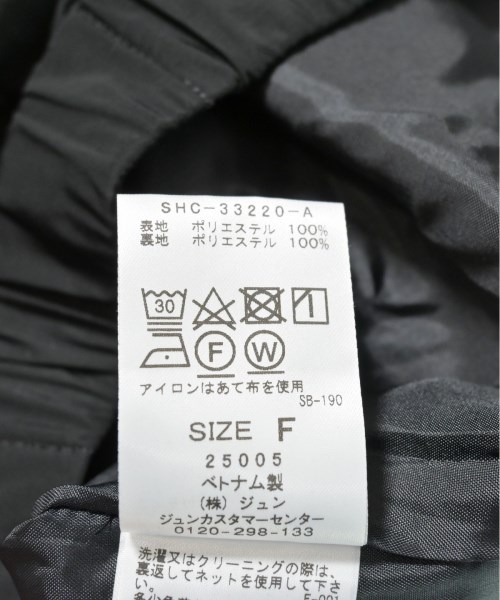 SHC-33220-A
表地 ポリエステル 100%
裏地 ポリエステル 100%
30
F W
アイロンはあて布を使用
SB-190
SIZE F
25005
ベトナム製
(株) ジュン
ジュンカスタマーセンター
0120-298-133
洗濯又はクリーニングの際は、
裏返してネットを使用して下さ